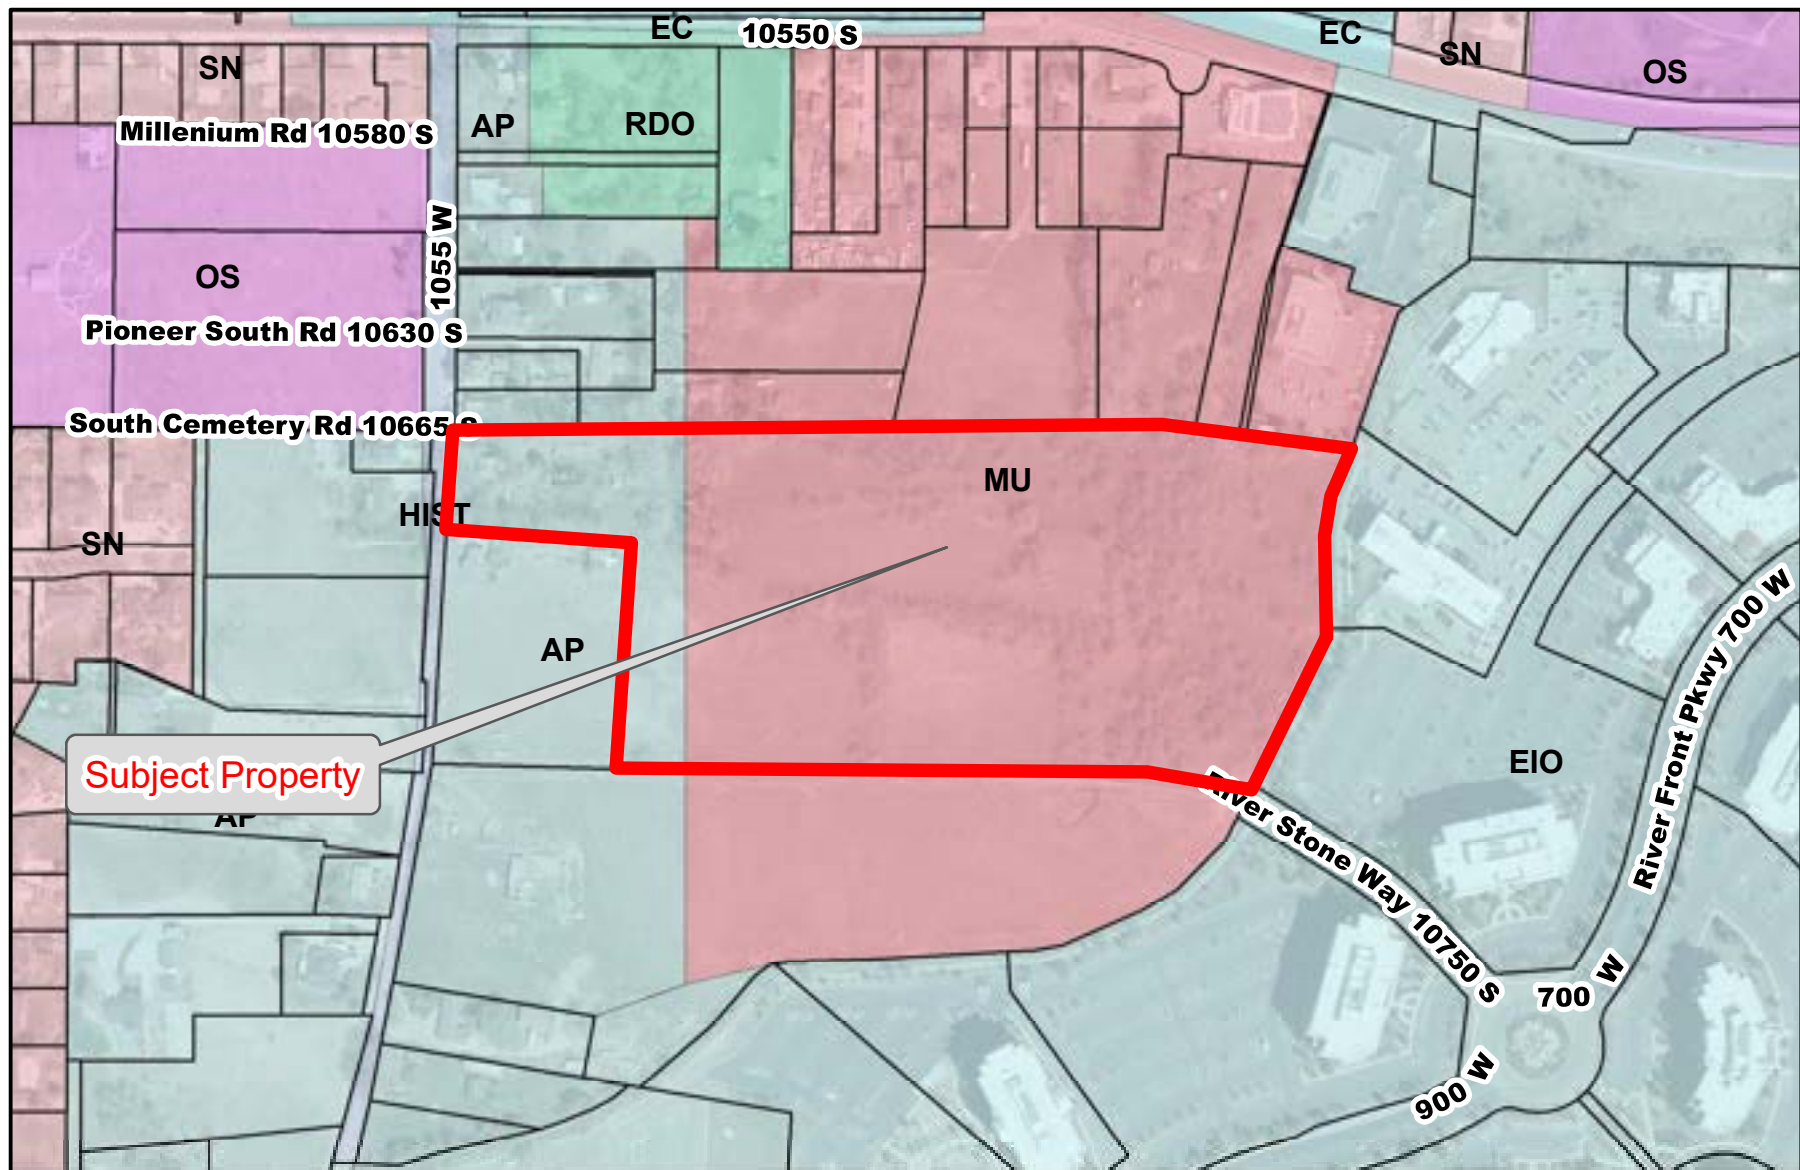 EC
10550 S
EC
SN
OS
SN
Millenium Rd 10580 S
AP
RDO
1055 W
OS
Pioneer South Rd 10630 S
South Cemetery Rd 10665 S
MU
HIST
SN
AP
700 W
River Front Pkwy
Subject Property
AP
EIO
River Stone Way 10750 S
700 W
900 W